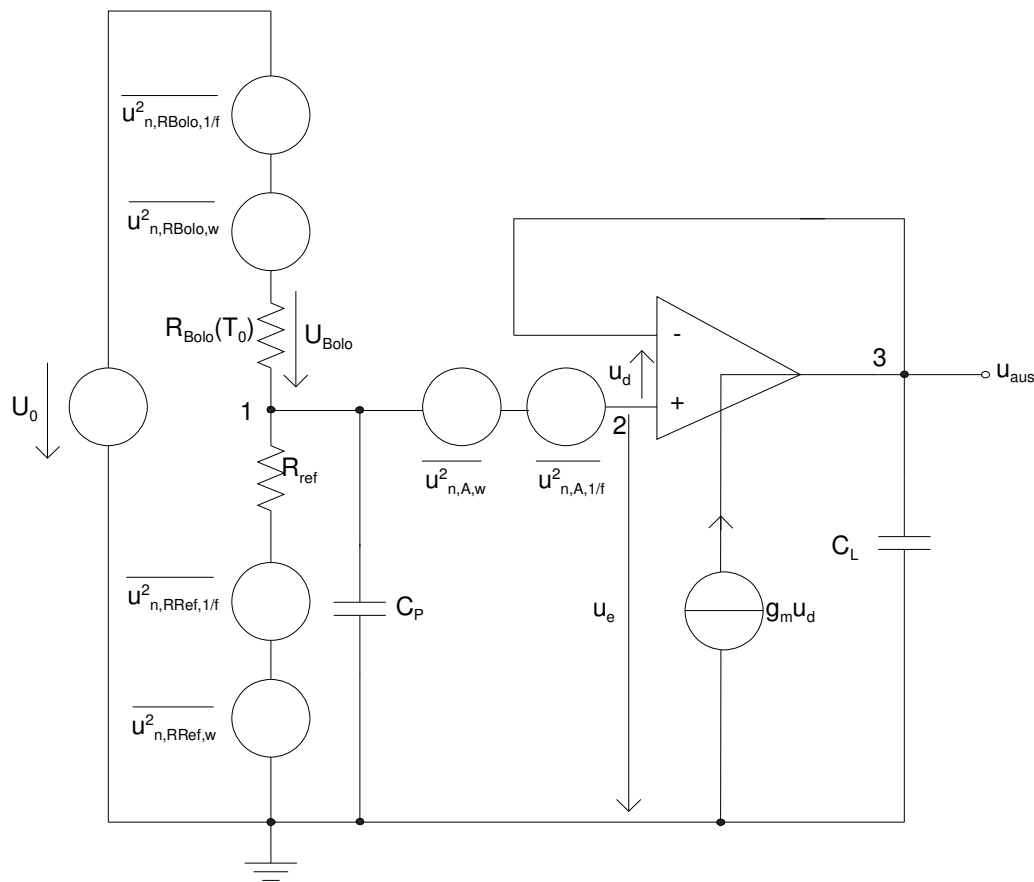 u²n,RBolo,1/f
u²n,RBolo,w
RBolo(T0)
UBolo
U0
1
Rref
u²n,RRef,1/f
u²n,RRef,w
CP
u²n,A,w
u²n,A,1/f
2
ud
-
+
ue
gmud
3
uaus
CL